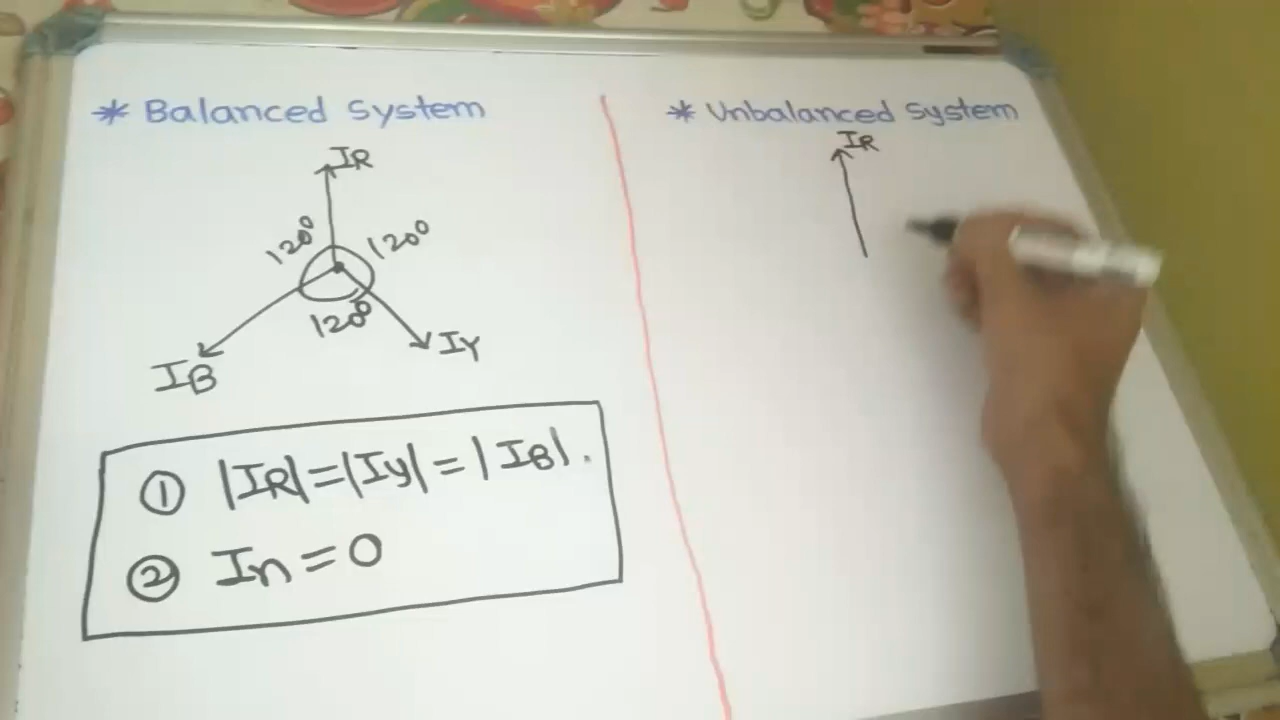 * Balanced System
IR
120° 120°
120°
IY
IB
① |IR|=|IY|=|IB|.
② In=0
* Unbalanced System
IR